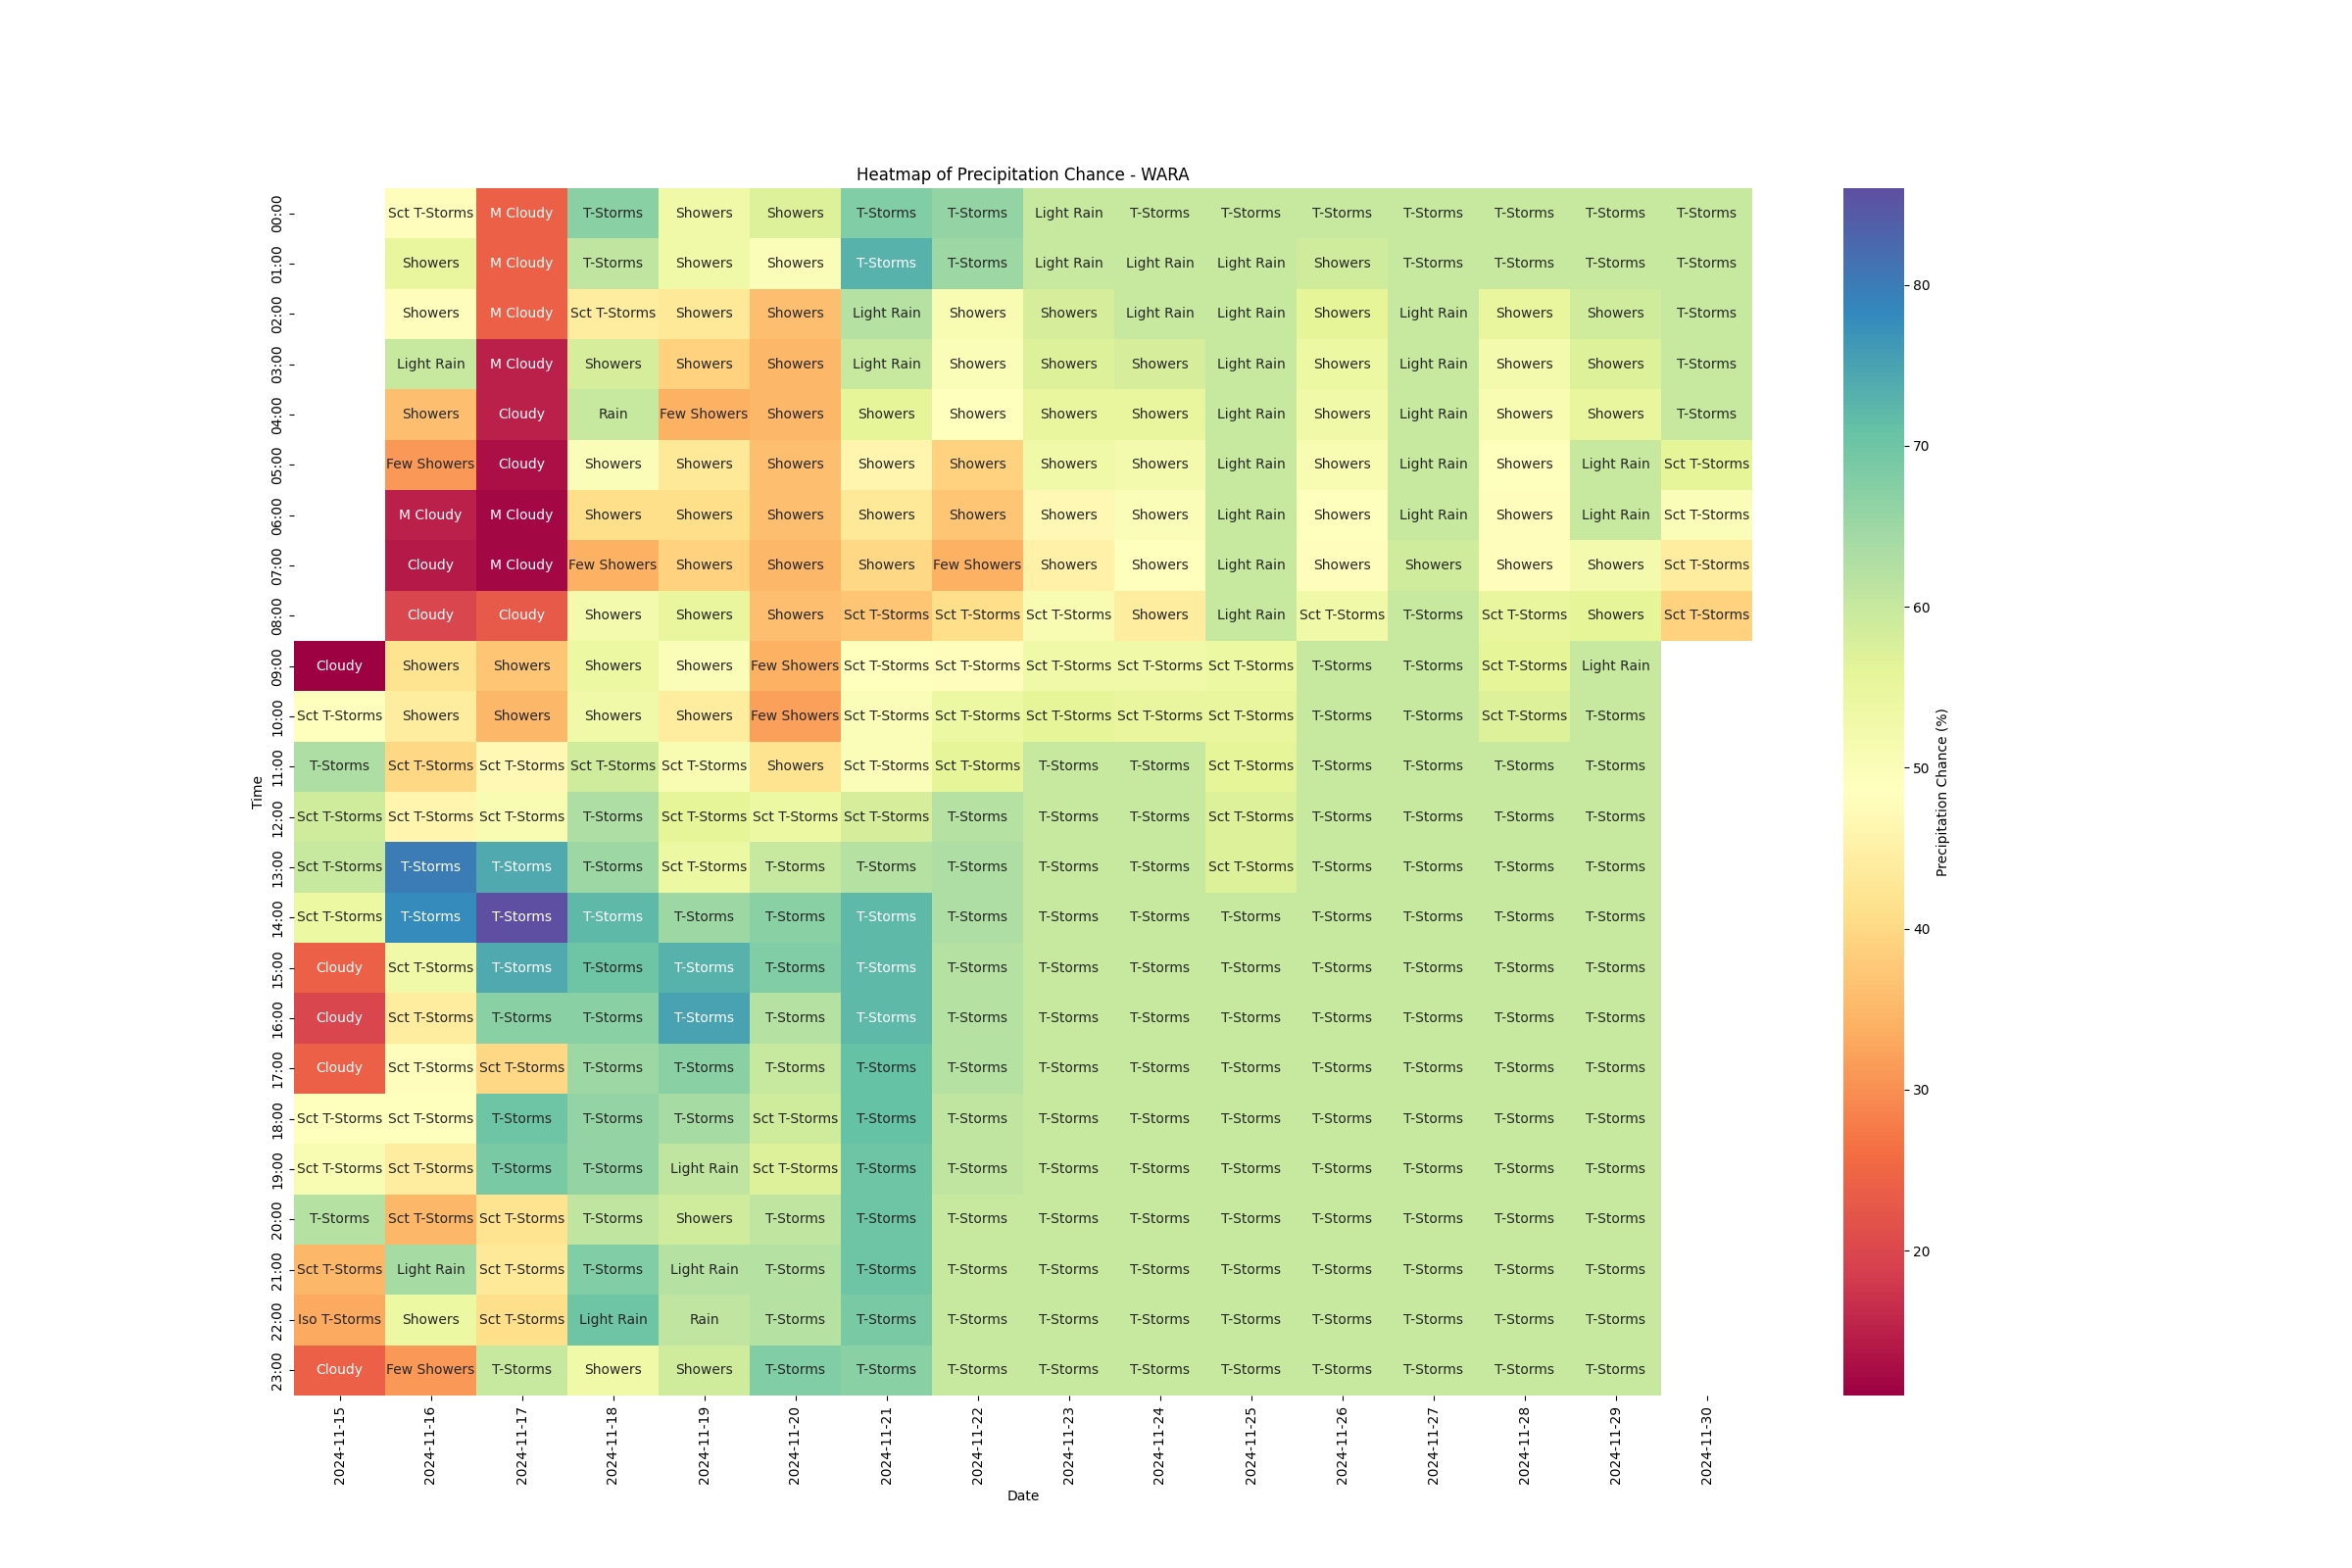 Heatmap of Precipitation Chance - WARA
00:00 Sct T-Storms M Cloudy T-Storms Showers Showers T-Storms T-Storms Light Rain T-Storms T-Storms T-Storms T-Storms T-Storms T-Storms T-Storms
01:00 Showers M Cloudy T-Storms Showers Showers T-Storms T-Storms Light Rain Light Rain Light Rain Showers T-Storms T-Storms T-Storms T-Storms
02:00 Showers M Cloudy Sct T-Storms Showers Showers Light Rain Showers Showers Light Rain Light Rain Showers Light Rain Showers Showers T-Storms
03:00 Light Rain M Cloudy Showers Showers Showers Light Rain Showers Showers Showers Light Rain Showers Light Rain Showers Showers T-Storms
04:00 Showers Cloudy Rain Few Showers Showers Showers Showers Showers Showers Light Rain Showers Light Rain Showers Showers T-Storms
05:00 Few Showers Cloudy Showers Showers Showers Showers Showers Showers Showers Light Rain Showers Light Rain Showers Light Rain Sct T-Storms
06:00 M Cloudy M Cloudy Showers Showers Showers Showers Showers Showers Showers Light Rain Showers Light Rain Showers Light Rain Sct T-Storms
07:00 Cloudy M Cloudy Few Showers Showers Showers Showers Few Showers Showers Showers Light Rain Showers Showers Showers Showers Sct T-Storms
08:00 Cloudy Cloudy Showers Showers Showers Sct T-Storms Sct T-Storms Sct T-Storms Showers Light Rain Sct T-Storms T-Storms Sct T-Storms Showers Sct T-Storms
09:00 Cloudy Showers Showers Showers Showers Few Showers Sct T-Storms Sct T-Storms Sct T-Storms Sct T-Storms Sct T-Storms T-Storms T-Storms Sct T-Storms Light Rain
10:00 Sct T-Storms Showers Showers Showers Showers Few Showers Sct T-Storms Sct T-Storms Sct T-Storms Sct T-Storms Sct T-Storms T-Storms T-Storms Sct T-Storms T-Storms
11:00 T-Storms Sct T-Storms Sct T-Storms Sct T-Storms Sct T-Storms Showers Sct T-Storms Sct T-Storms T-Storms T-Storms Sct T-Storms T-Storms T-Storms T-Storms T-Storms
12:00 Sct T-Storms Sct T-Storms Sct T-Storms T-Storms Sct T-Storms Sct T-Storms Sct T-Storms T-Storms T-Storms T-Storms Sct T-Storms T-Storms T-Storms T-Storms T-Storms
13:00 Sct T-Storms T-Storms T-Storms T-Storms Sct T-Storms T-Storms T-Storms T-Storms T-Storms T-Storms Sct T-Storms T-Storms T-Storms T-Storms T-Storms
14:00 Sct T-Storms T-Storms T-Storms T-Storms T-Storms T-Storms T-Storms T-Storms T-Storms T-Storms T-Storms T-Storms T-Storms T-Storms T-Storms
15:00 Cloudy Sct T-Storms T-Storms T-Storms T-Storms T-Storms T-Storms T-Storms T-Storms T-Storms T-Storms T-Storms T-Storms T-Storms T-Storms
16:00 Cloudy Sct T-Storms T-Storms T-Storms T-Storms T-Storms T-Storms T-Storms T-Storms T-Storms T-Storms T-Storms T-Storms T-Storms T-Storms
17:00 Cloudy Sct T-Storms Sct T-Storms T-Storms T-Storms T-Storms T-Storms T-Storms T-Storms T-Storms T-Storms T-Storms T-Storms T-Storms T-Storms
18:00 Sct T-Storms Sct T-Storms T-Storms T-Storms T-Storms Sct T-Storms T-Storms T-Storms T-Storms T-Storms T-Storms T-Storms T-Storms T-Storms T-Storms
19:00 Sct T-Storms Sct T-Storms T-Storms T-Storms Light Rain Sct T-Storms T-Storms T-Storms T-Storms T-Storms T-Storms T-Storms T-Storms T-Storms T-Storms
20:00 T-Storms Sct T-Storms Sct T-Storms T-Storms Showers T-Storms T-Storms T-Storms T-Storms T-Storms T-Storms T-Storms T-Storms T-Storms T-Storms
21:00 Sct T-Storms Light Rain Sct T-Storms T-Storms Light Rain T-Storms T-Storms T-Storms T-Storms T-Storms T-Storms T-Storms T-Storms T-Storms T-Storms
22:00 Iso T-Storms Showers Sct T-Storms Light Rain Rain T-Storms T-Storms T-Storms T-Storms T-Storms T-Storms T-Storms T-Storms T-Storms T-Storms
23:00 Cloudy Few Showers T-Storms Showers Showers T-Storms T-Storms T-Storms T-Storms T-Storms T-Storms T-Storms T-Storms T-Storms T-Storms
Time
2024-11-15 2024-11-16 2024-11-17 2024-11-18 2024-11-19 2024-11-20 2024-11-21 2024-11-22 2024-11-23 2024-11-24 2024-11-25 2024-11-26 2024-11-27 2024-11-28 2024-11-29 2024-11-30
Date
80
70
60
50
40
30
20
Precipitation Chance (%)